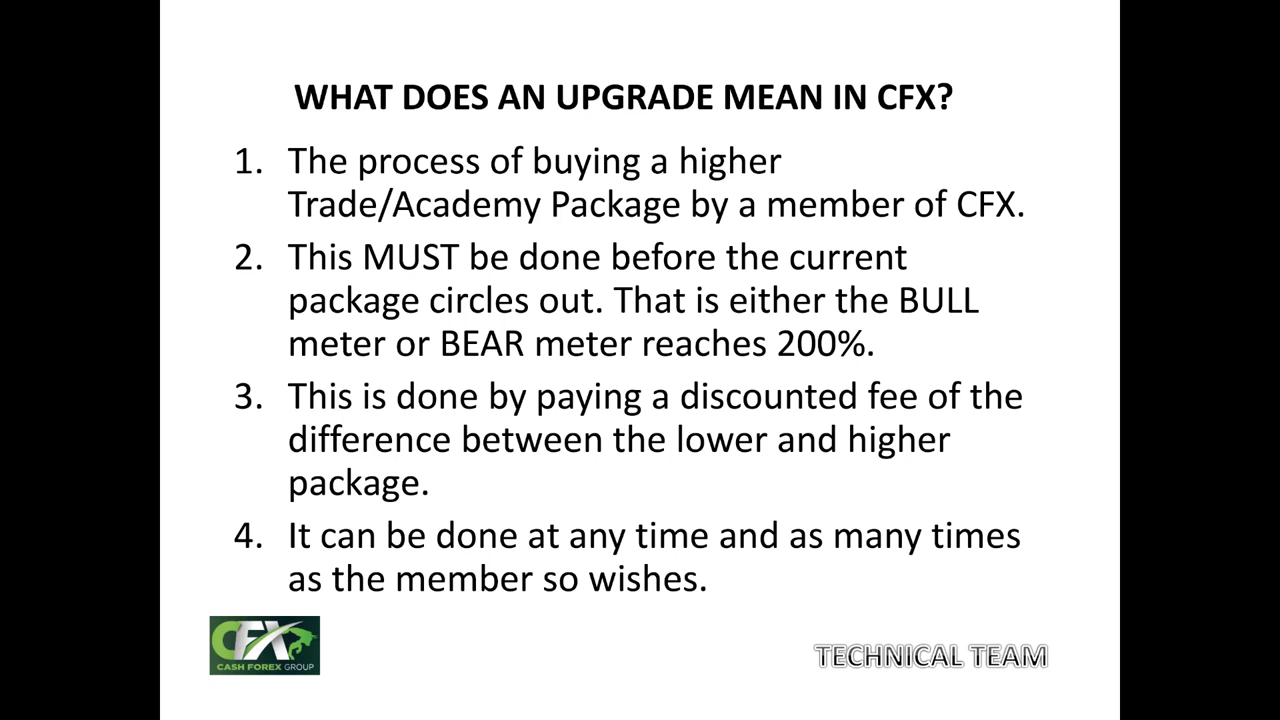 WHAT DOES AN UPGRADE MEAN IN CFX?
1. The process of buying a higher
Trade/Academy Package by a member of CFX.
2. This MUST be done before the current
package circles out. That is either the BULL
meter or BEAR meter reaches 200%.
3. This is done by paying a discounted fee of the
difference between the lower and higher
package.
4. It can be done at any time and as many times
as the member so wishes.
CFX
CASH FOREX GROUP
TECHNICAL TEAM